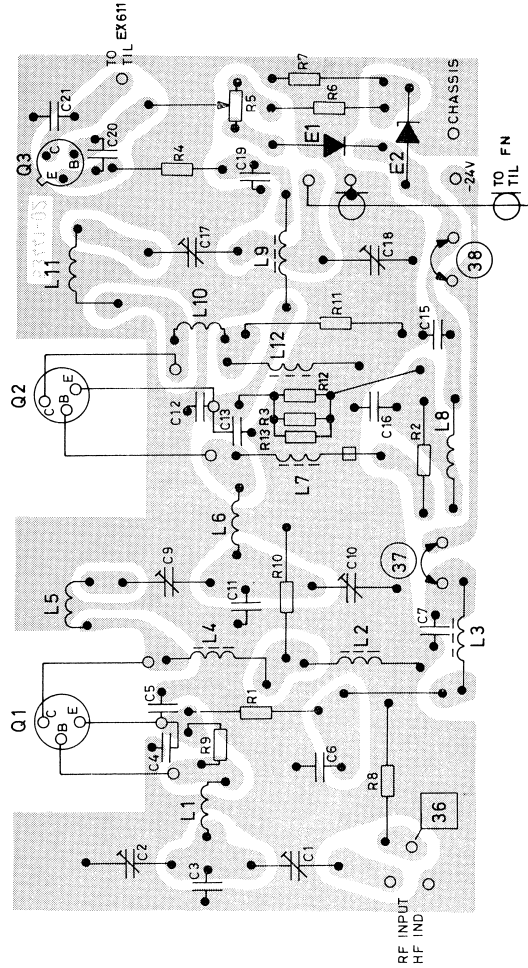 TO
TIL EX611
C21
Q3
C
B
E
C20
R4
R5
R7
R6
E1
E2
C19
CHASSIS
-24V
TO
TIL FN
L11
C17
L9
C18
38
L10
R11
L12
C15
Q2
C
B
E
C12
C13
R13
R3
R12
C16
L7
R2
L8
L6
L5
C9
C11
R10
C10
37
L4
L2
C7
L3
Q1
C
B
E
C5
C4
R9
R1
C6
R8
L1
C2
C3
C1
36
RF INPUT
HF IND